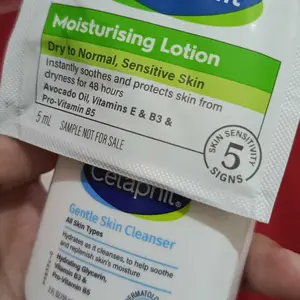 Moisturising Lotion
Dry to Normal, Sensitive Skin
Instantly soothes and protects skin from
dryness for 48 hours
Avocado Oil, Vitamins E & B3 &
Pro-Vitamin B5
5 mL SAMPLE NOT FOR SALE
SKIN SENSITIVITY
5
SIGNS
Cetaphil®
Gentle Skin Cleanser
All Skin Types
Hydrates as it cleanses, to help soothe
and replenish skin's moisture
Hydrating Glycerin,
Vitamin B3 &
Pro-Vitamin B5